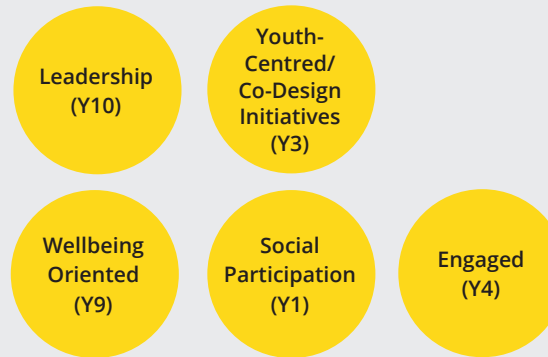 Leadership
(Y10)
Youth-
Centred/
Co-Design
Initiatives
(Y3)
Wellbeing
Oriented
(Y9)
Social
Participation
(Y1)
Engaged
(Y4)